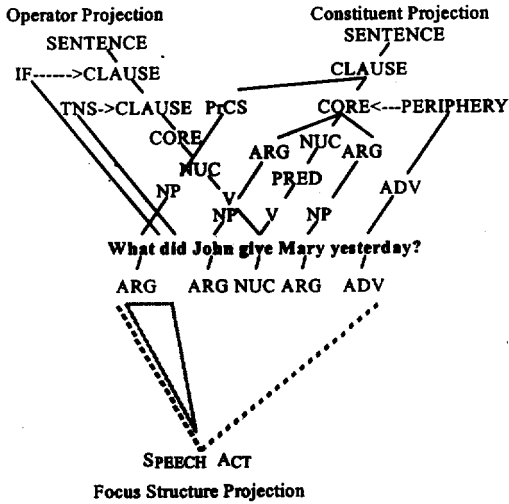 Operator Projection Constituent Projection
SENTENCE SENTENCE
IF------>CLAUSE CLAUSE
TNS->CLAUSE PrCS CORE<---PERIPHERY
CORE ARG NUC ARG
NUC PRED ADV
NP V NP V NP
What did John give Mary yesterday?
ARG ARG NUC ARG ADV
SPEECH ACT
Focus Structure Projection